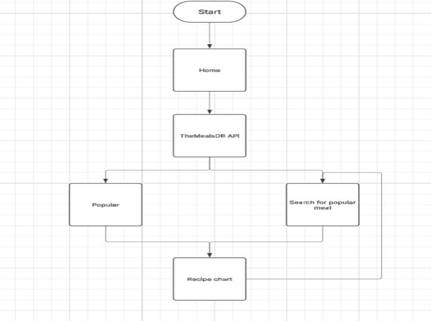 Start
Home
TheMealsDB API
Popular
Search for popular
meal
Recipe chart